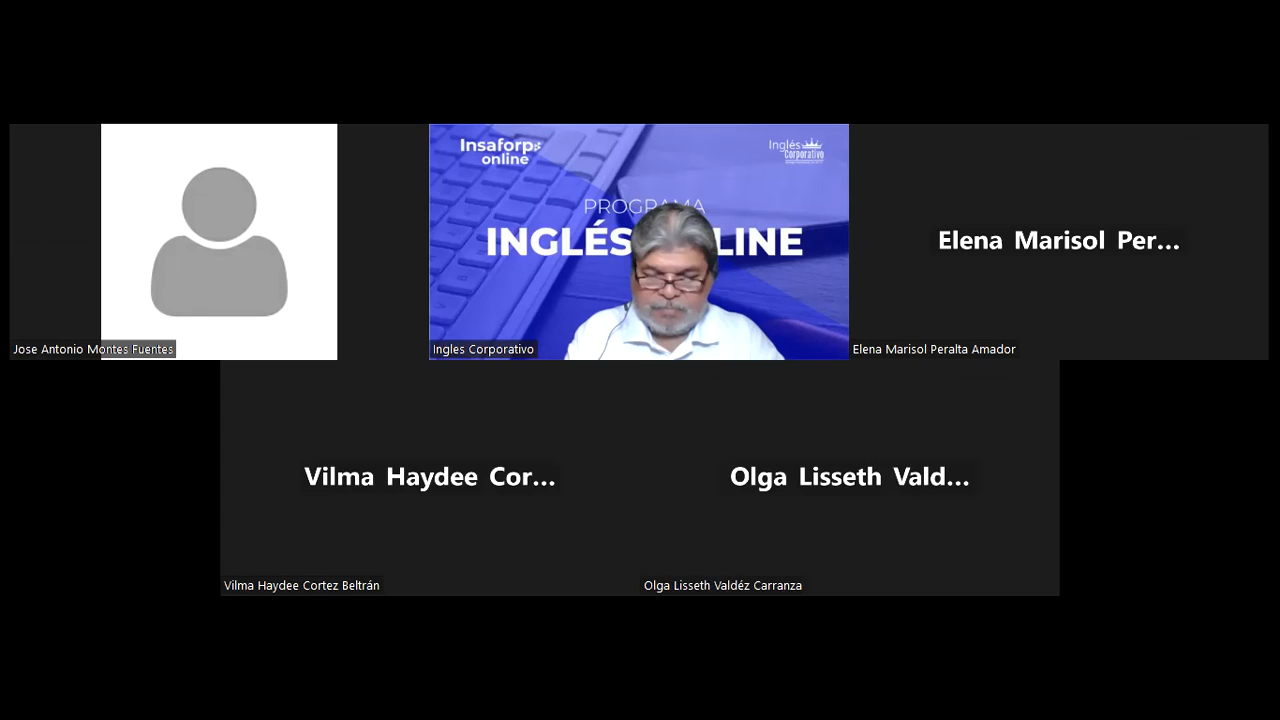 Insaforp
online
Inglés
Corporativo
PROGRAMA
INGLÉS LINE
Elena Marisol Per...
Jose Antonio Montes Fuentes
Ingles Corporativo
Elena Marisol Peralta Amador
Vilma Haydee Cor...
Olga Lisseth Vald...
Vilma Haydee Cortez Beltrán
Olga Lisseth Valdéz Carranza